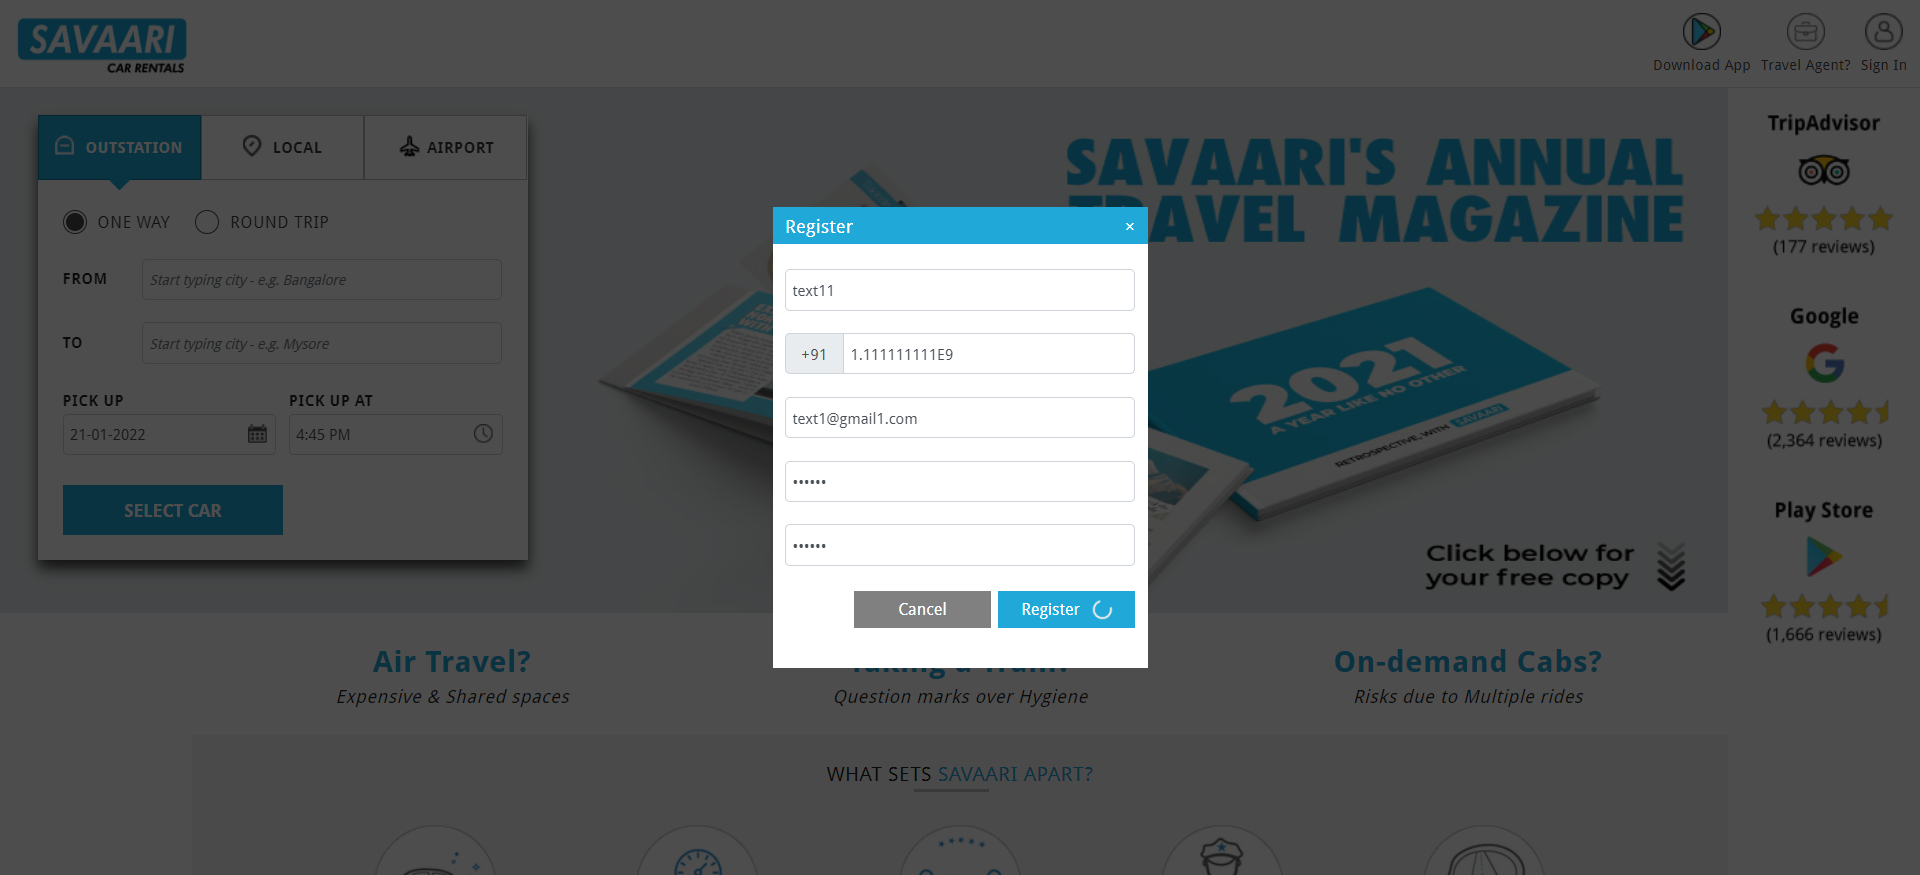 SAVAARI
CAR RENTALS
Download App
Travel Agent?
Sign In
OUTSTATION
LOCAL
AIRPORT
ONE WAY
ROUND TRIP
FROM
Start typing city - e.g. Bangalore
TO
Start typing city - e.g. Mysore
PICK UP
PICK UP AT
21-01-2022
4:45 PM
SELECT CAR
SAVAARI'S ANNUAL
TRAVEL MAGAZINE
2021
A YEAR LIKE NO OTHER
RETROSPECTIVE, WITH SAVAARI
Click below for
your free copy
Register
×
text11
+91
1.111111111E9
text1@gmail1.com
••••••
••••••
Cancel
Register
TripAdvisor
(177 reviews)
Google
(2,364 reviews)
Play Store
(1,666 reviews)
Air Travel?
Expensive & Shared spaces
Question marks over Hygiene
On-demand Cabs?
Risks due to Multiple rides
WHAT SETS SAVAARI APART?